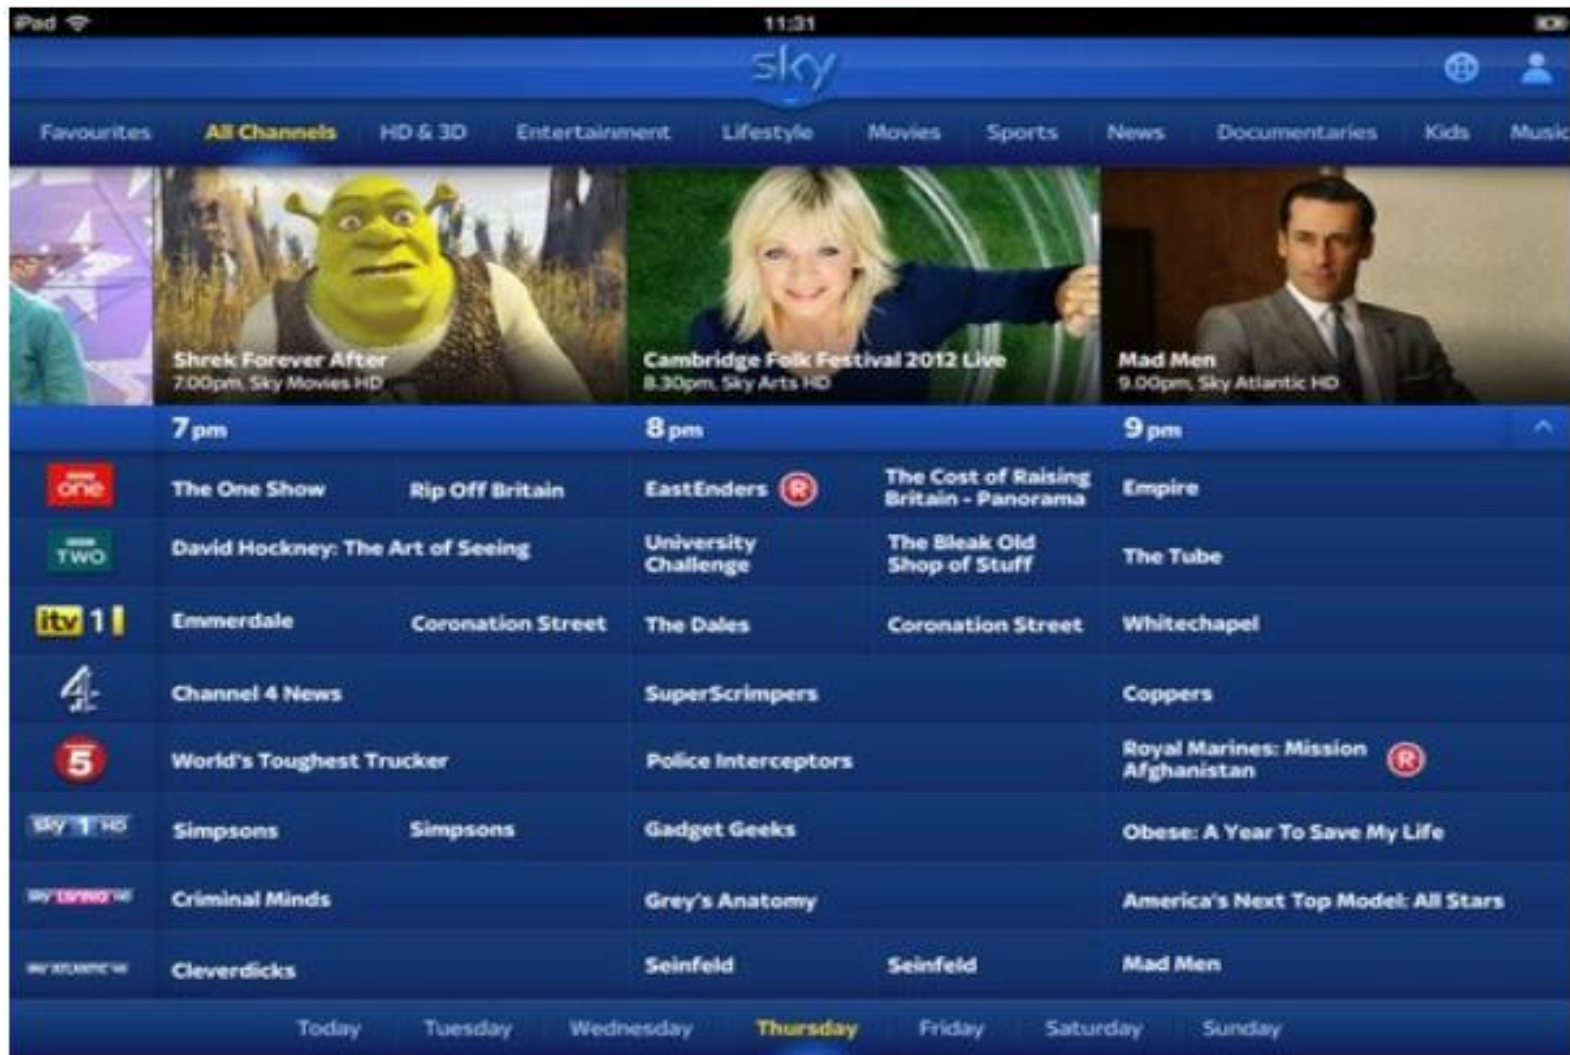 iPad
11:31
sky
Favourites All Channels HD & 3D Entertainment Lifestyle Movies Sports News Documentaries Kids Music
Shrek Forever After
7.00pm, Sky Movies HD
Cambridge Folk Festival 2012 Live
8.30pm, Sky Arts HD
Mad Men
9.00pm, Sky Atlantic HD
7pm 8pm 9pm
one The One Show Rip Off Britain EastEnders R The Cost of Raising
Britain - Panorama Empire
TWO David Hockney: The Art of Seeing University
Challenge The Bleak Old
Shop of Stuff The Tube
itv 1 Emmerdale Coronation Street The Dales Coronation Street Whitechapel
4 Channel 4 News SuperScrimpers Coppers
5 World's Toughest Trucker Police Interceptors Royal Marines: Mission
Afghanistan R
sky 1 HD Simpsons Simpsons Gadget Geeks Obese: A Year To Save My Life
sky LIVING HD Criminal Minds Grey's Anatomy America's Next Top Model: All Stars
sky ATLANTIC HD Cleverdicks Seinfeld Seinfeld Mad Men
Today Tuesday Wednesday Thursday Friday Saturday Sunday